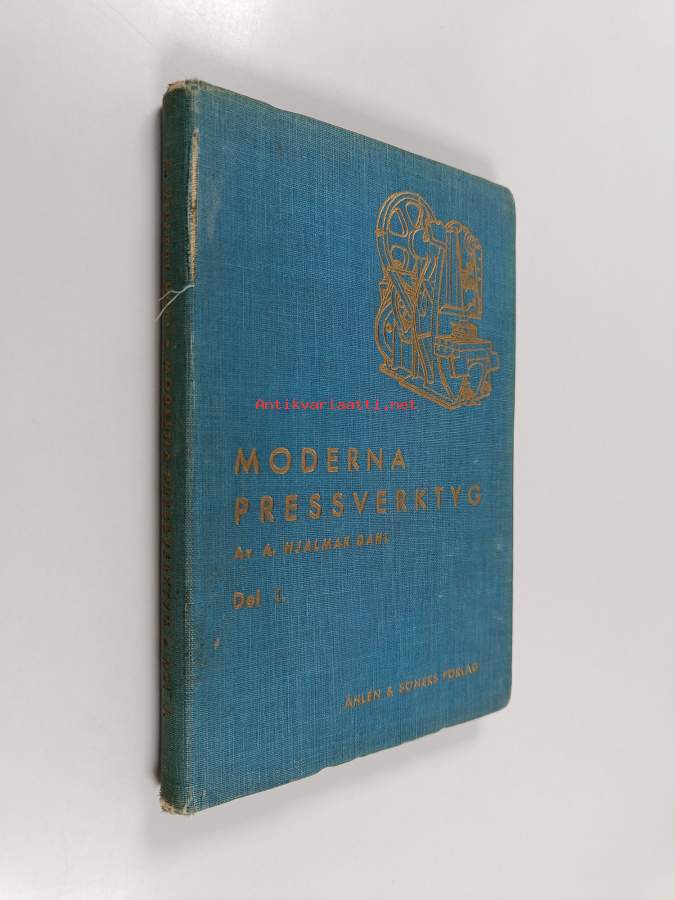 Antikvariaatti.net
MODERNA
PRESSVERKTYG
Av A. HJALMAR DAHL
Del I.
ÅHLÉN & SÖNERS FÖRLAG